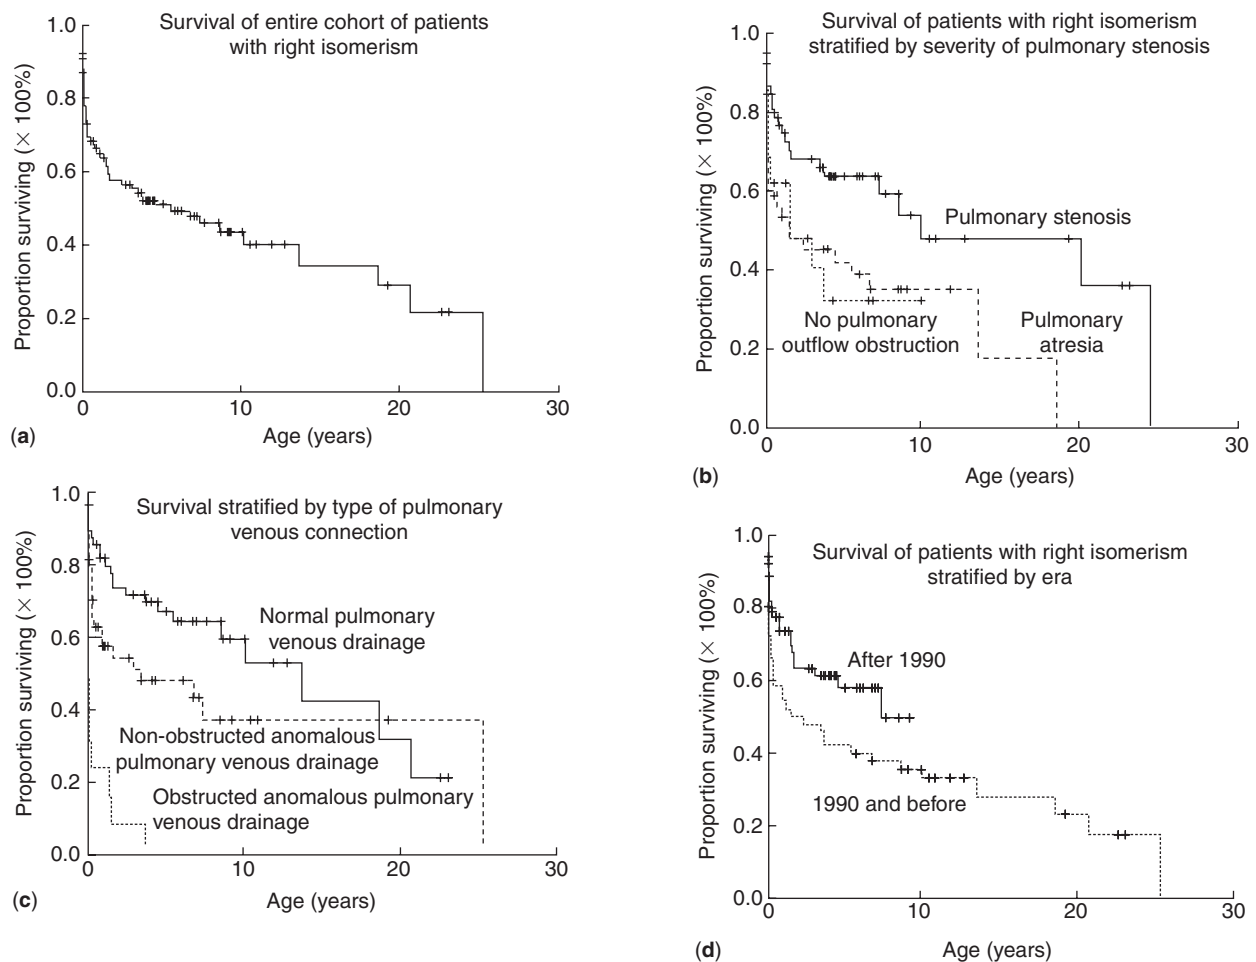 Survival of entire cohort of patients
with right isomerism
Proportion surviving (× 100%)
1.0
0.8
0.6
0.4
0.2
0.0
0
10
20
30
Age (years)
(a)
Survival of patients with right isomerism
stratified by severity of pulmonary stenosis
Proportion surviving (× 100%)
1.0
0.8
0.6
0.4
0.2
0.0
Pulmonary stenosis
No pulmonary
outflow obstruction
Pulmonary
atresia
0
10
20
30
Age (years)
(b)
Survival stratified by type of pulmonary
venous connection
Proportion surviving (× 100%)
1.0
0.8
0.6
0.4
0.2
0.0
Normal pulmonary
venous drainage
Non-obstructed anomalous
pulmonary venous drainage
Obstructed anomalous pulmonary
venous drainage
0
10
20
30
Age (years)
(c)
Survival of patients with right isomerism
stratified by era
Proportion surviving (× 100%)
1.0
0.8
0.6
0.4
0.2
0.0
After 1990
1990 and before
0
10
20
30
Age (years)
(d)